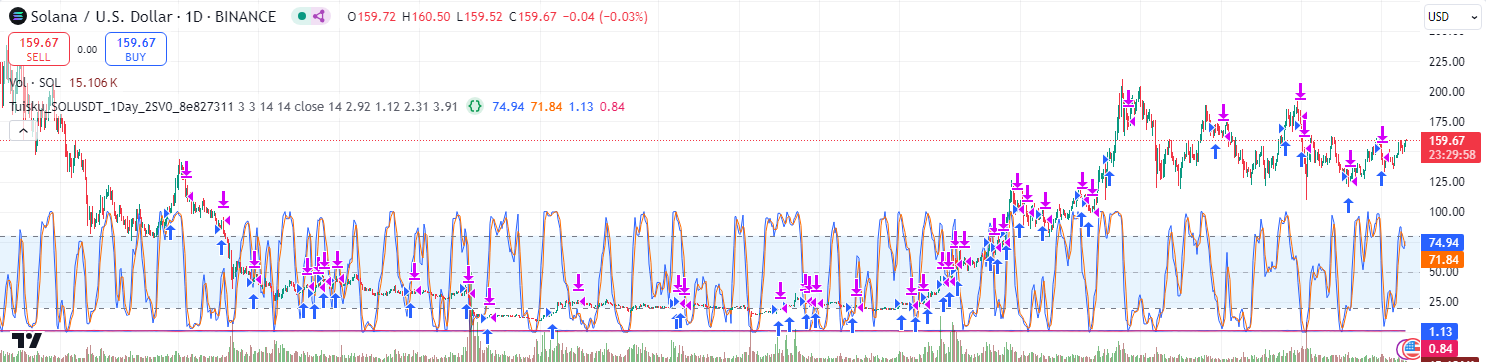 Solana / U.S. Dollar · 1D · BINANCE O159.72 H160.50 L159.52 C159.67 −0.04 (−0.03%)
USD
159.67 SELL 0.00 159.67 BUY
Vol · SOL 15.106 K
Tuisku_SOLUSDT_1Day_2SV0_8e827311 3 3 14 14 close 14 2.92 1.12 2.31 3.91 74.94 71.84 1.13 0.84
225.00
200.00
175.00
159.67
23:29:58
125.00
100.00
74.94
71.84
50.00
25.00
1.13
0.84